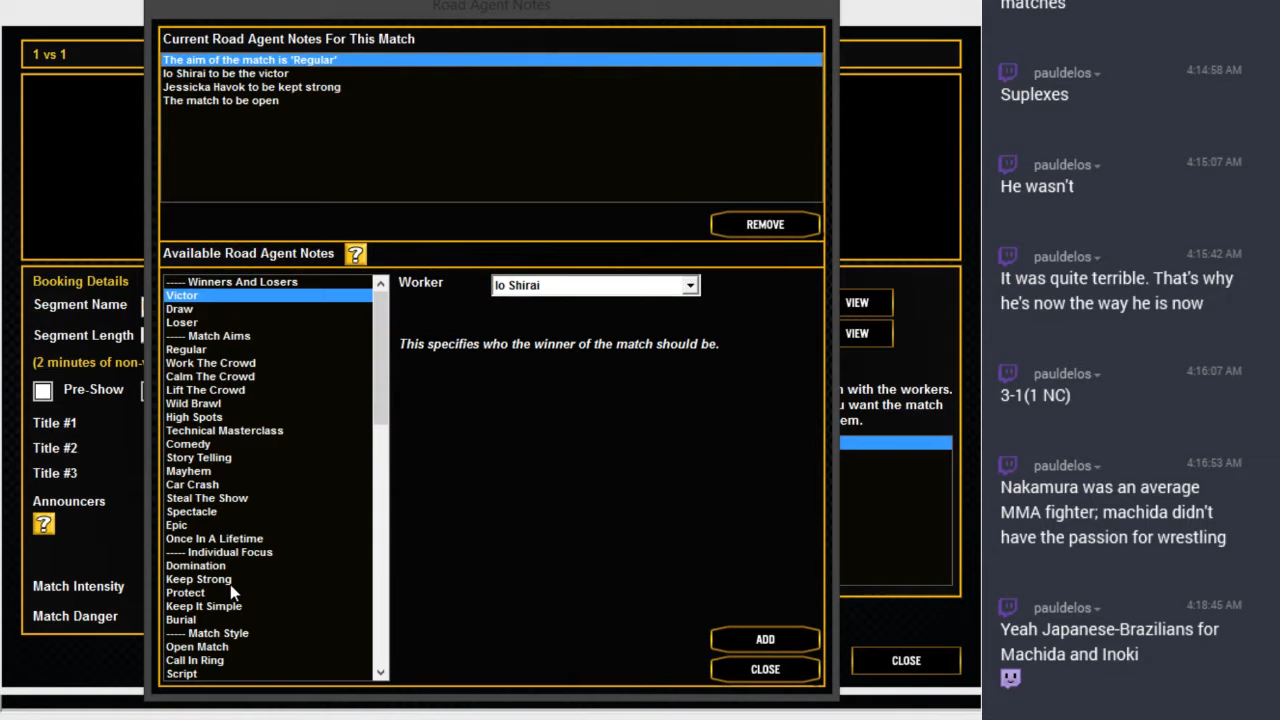 Road Agent Notes
matches
Current Road Agent Notes For This Match
1 vs 1
The aim of the match is 'Regular'
Io Shirai to be the victor
Jessicka Havok to be kept strong
The match to be open
REMOVE
Available Road Agent Notes ?
----- Winners And Losers
Victor
Draw
Loser
----- Match Aims
Regular
Work The Crowd
Calm The Crowd
Lift The Crowd
Wild Brawl
High Spots
Technical Masterclass
Comedy
Story Telling
Mayhem
Car Crash
Steal The Show
Spectacle
Epic
Once In A Lifetime
----- Individual Focus
Domination
Keep Strong
Protect
Keep It Simple
Burial
----- Match Style
Open Match
Call In Ring
Script
Worker
Io Shirai
This specifies who the winner of the match should be.
ADD
CLOSE
Booking Details
Segment Name
Segment Length
(2 minutes of non-
Pre-Show
Title #1
Title #2
Title #3
Announcers
?
Match Intensity
Match Danger
VIEW
VIEW
with the workers.
want the match
em.
CLOSE
pauldelos 4:14:58 AM
Suplexes
pauldelos 4:15:07 AM
He wasn't
pauldelos 4:15:42 AM
It was quite terrible. That's why
he's now the way he is now
pauldelos 4:16:07 AM
3-1(1 NC)
pauldelos 4:16:53 AM
Nakamura was an average
MMA fighter; machida didn't
have the passion for wrestling
pauldelos 4:18:45 AM
Yeah Japanese-Brazilians for
Machida and Inoki